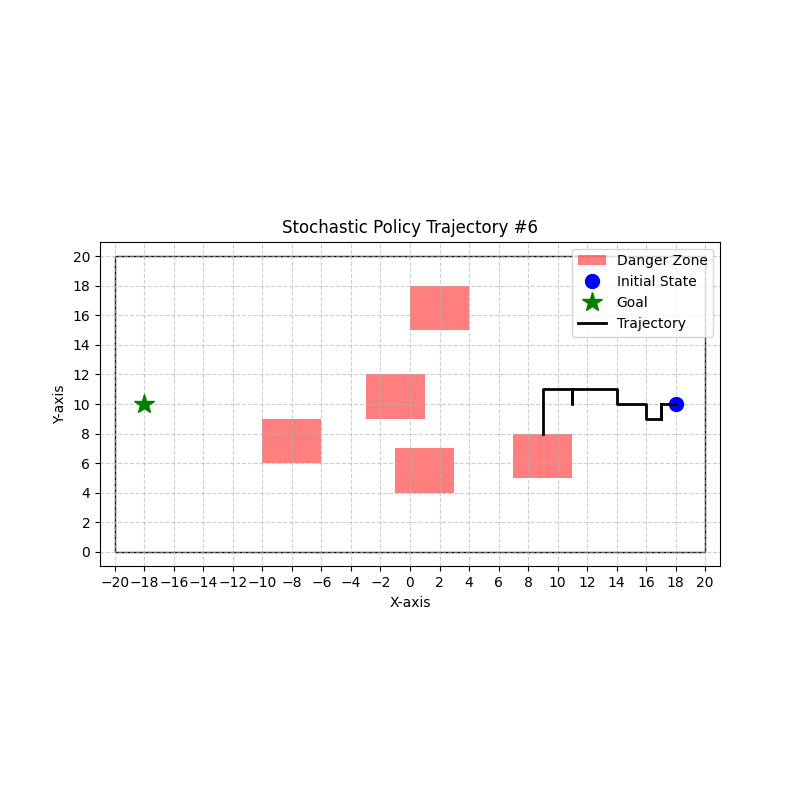 Stochastic Policy Trajectory #6
Danger Zone
Initial State
Goal
Trajectory
Y-axis
20
18
16
14
12
10
8
6
4
2
0
−20 −18 −16 −14 −12 −10 −8 −6 −4 −2 0 2 4 6 8 10 12 14 16 18 20
X-axis